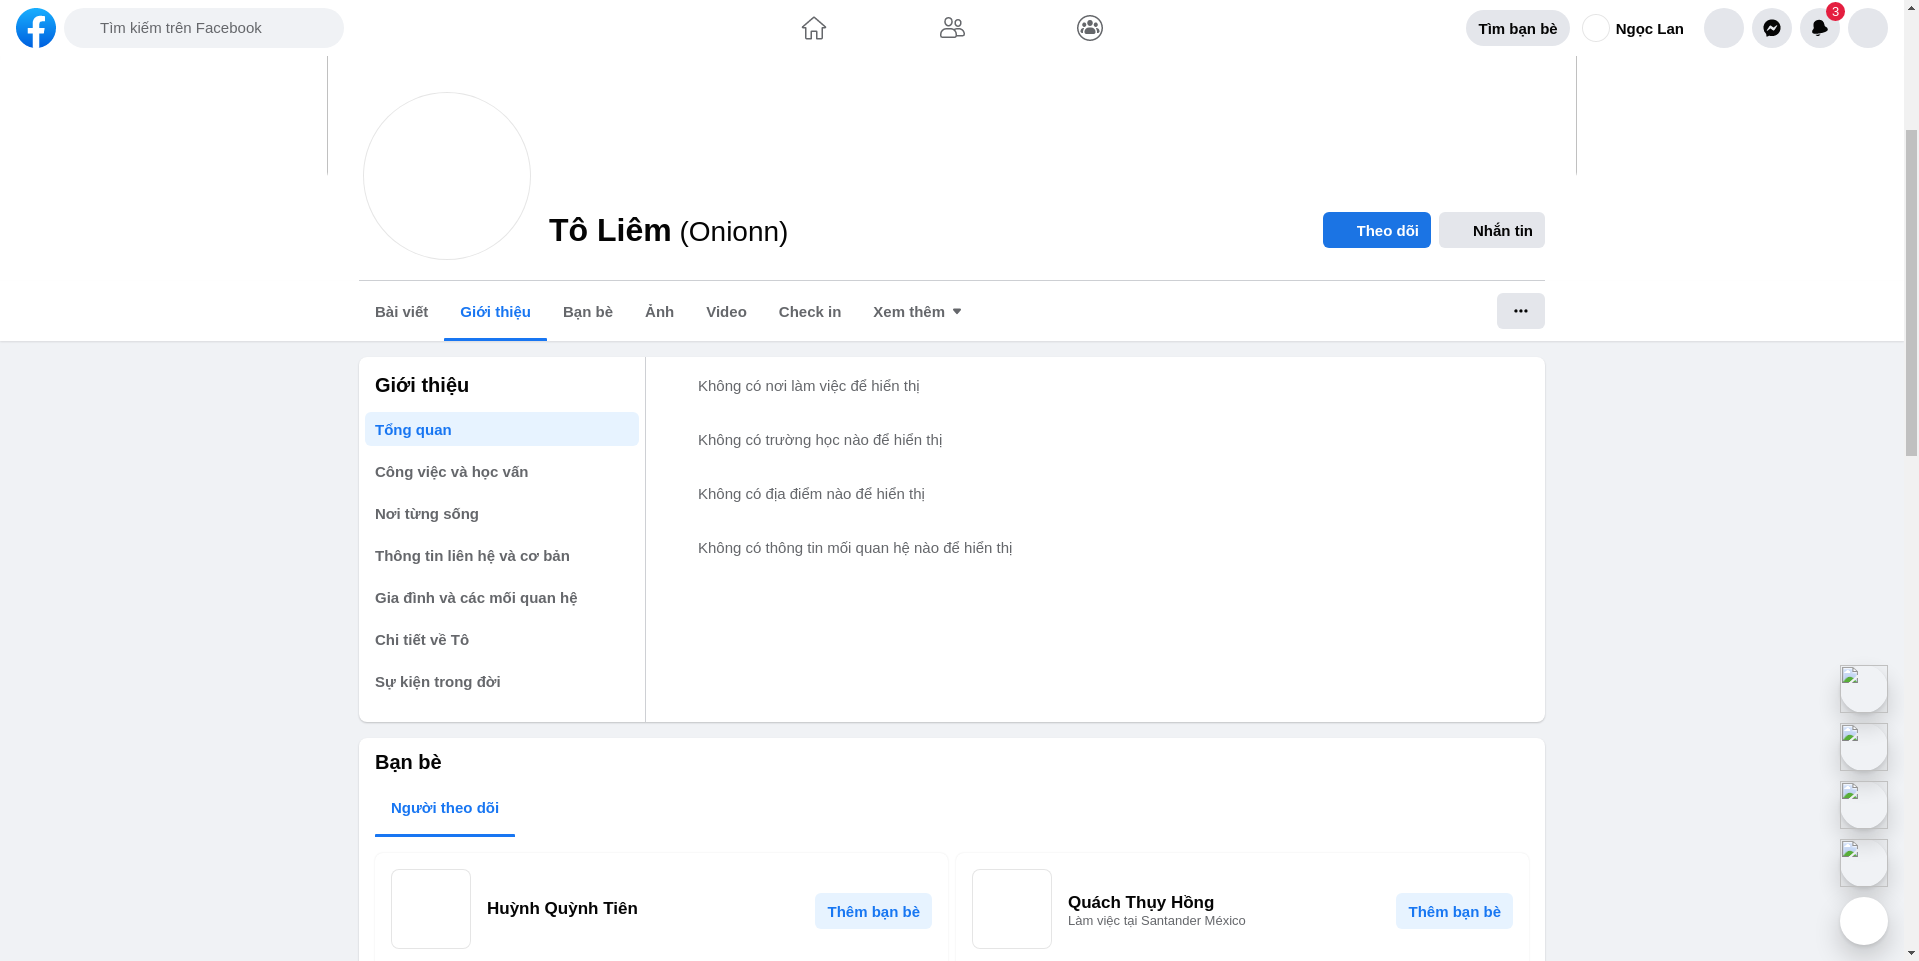 Tìm kiếm trên Facebook
Tìm bạn bè
Ngọc Lan
3
Tô Liêm (Onionn)
Theo dõi
Nhắn tin
Bài viết
Giới thiệu
Bạn bè
Ảnh
Video
Check in
Xem thêm
Giới thiệu
Tổng quan
Công việc và học vấn
Nơi từng sống
Thông tin liên hệ và cơ bản
Gia đình và các mối quan hệ
Chi tiết về Tô
Sự kiện trong đời
Không có nơi làm việc để hiển thị
Không có trường học nào để hiển thị
Không có địa điểm nào để hiển thị
Không có thông tin mối quan hệ nào để hiển thị
Bạn bè
Người theo dõi
Huỳnh Quỳnh Tiên
Thêm bạn bè
Quách Thụy Hồng
Làm việc tại Santander México
Thêm bạn bè